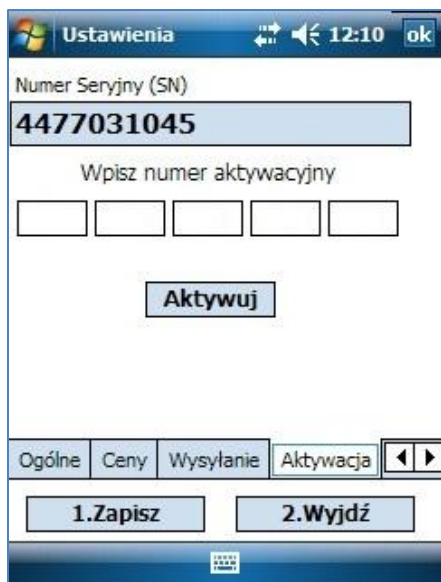 Ustawienia 12:10 ok
Numer Seryjny (SN)
4477031045
Wpisz numer aktywacyjny
Aktywuj
Ogólne Ceny Wysyłanie Aktywacja
1.Zapisz 2.Wyjdź